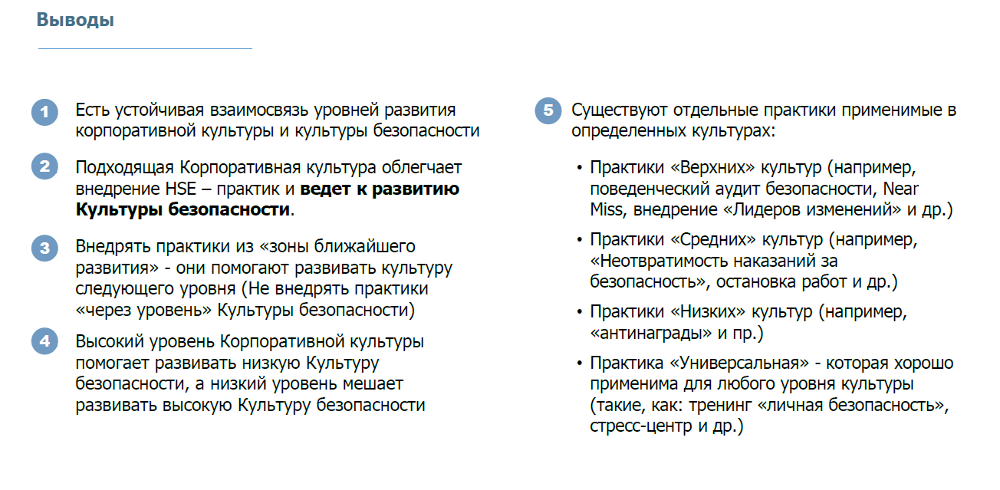 Выводы
1 Есть устойчивая взаимосвязь уровней развития
корпоративной культуры и культуры безопасности
2 Подходящая Корпоративная культура облегчает
внедрение HSE – практик и ведет к развитию
Культуры безопасности.
3 Внедрять практики из «зоны ближайшего
развития» - они помогают развивать культуру
следующего уровня (Не внедрять практики
«через уровень» Культуры безопасности)
4 Высокий уровень Корпоративной культуры
помогает развивать низкую Культуру
безопасности, а низкий уровень мешает
развивать высокую Культуру безопасности
5 Существуют отдельные практики применимые в
определенных культурах:
• Практики «Верхних» культур (например,
поведенческий аудит безопасности, Near
Miss, внедрение «Лидеров изменений» и др.)
• Практики «Средних» культур (например,
«Неотвратимость наказаний за
безопасность», остановка работ и др.)
• Практики «Низких» культур (например,
«антинаграды» и пр.)
• Практика «Универсальная» - которая хорошо
применима для любого уровня культуры
(такие, как: тренинг «личная безопасность»,
стресс-центр и др.)